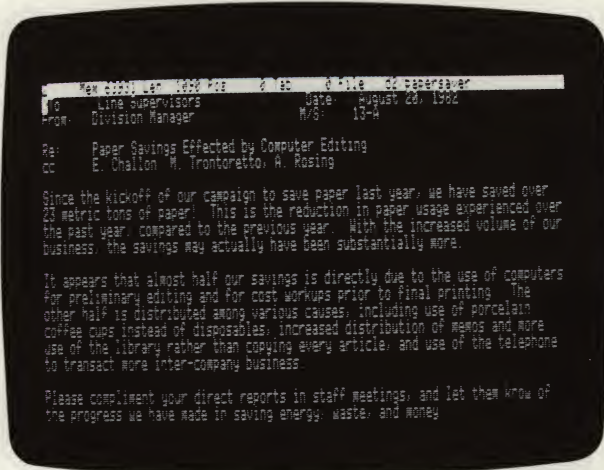 Mem Len Pos 0 Tab 0 File d2 papersaver
To Line Supervisors Date: August 20, 1982
From: Division Manager M/S: 13-A
Re: Paper Savings Effected by Computer Editing
cc E. Challon M. Trontoretto, A. Rosing
Since the kickoff of our campaign to save paper last year, we have saved over
23 metric tons of paper! This is the reduction in paper usage experienced over
the past year, compared to the previous year. With the increased volume of our
business, the savings may actually have been substantially more.
It appears that almost half our savings is directly due to the use of computers
for preliminary editing and for cost workups prior to final printing. The
other half is distributed among various causes, including use of porcelain
coffee cups instead of disposables, increased distribution of memos and more
use of the library rather than copying every article, and use of the telephone
to transact more inter-company business.
Please compliment your direct reports in staff meetings, and let them know of
the progress we have made in saving energy, waste, and money